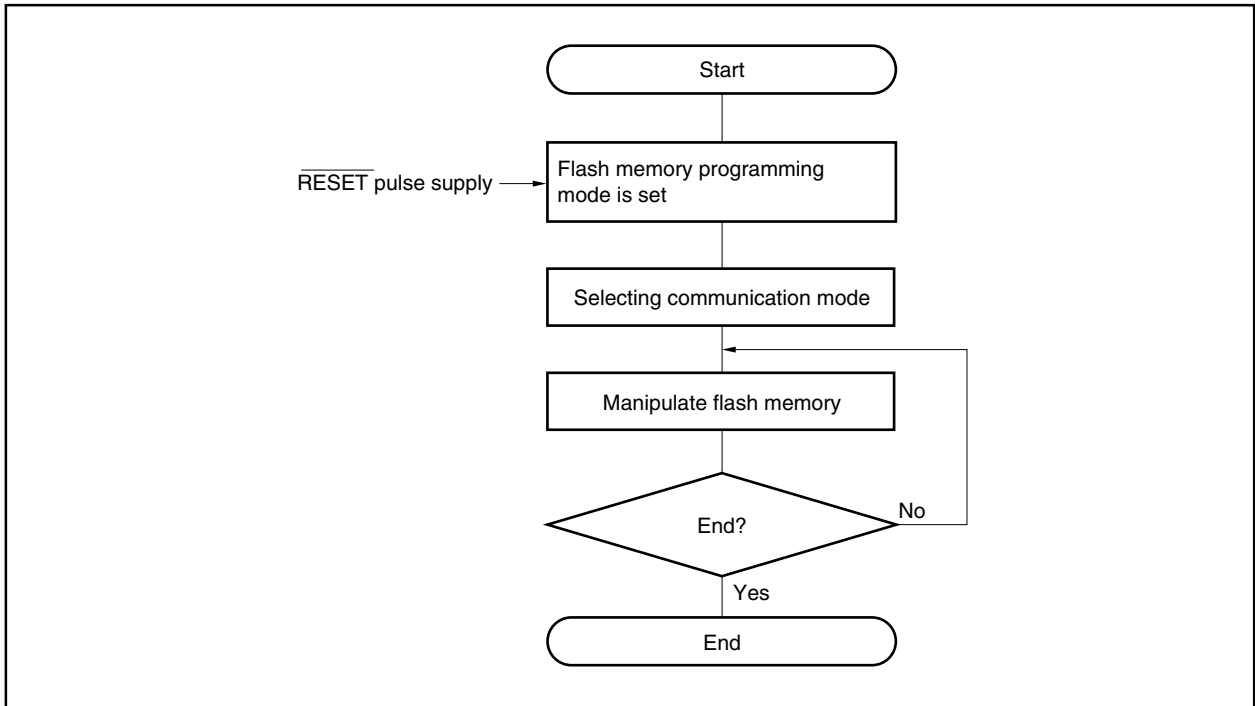 Start
RESET pulse supply
Flash memory programming
mode is set
Selecting communication mode
Manipulate flash memory
End?
No
Yes
End